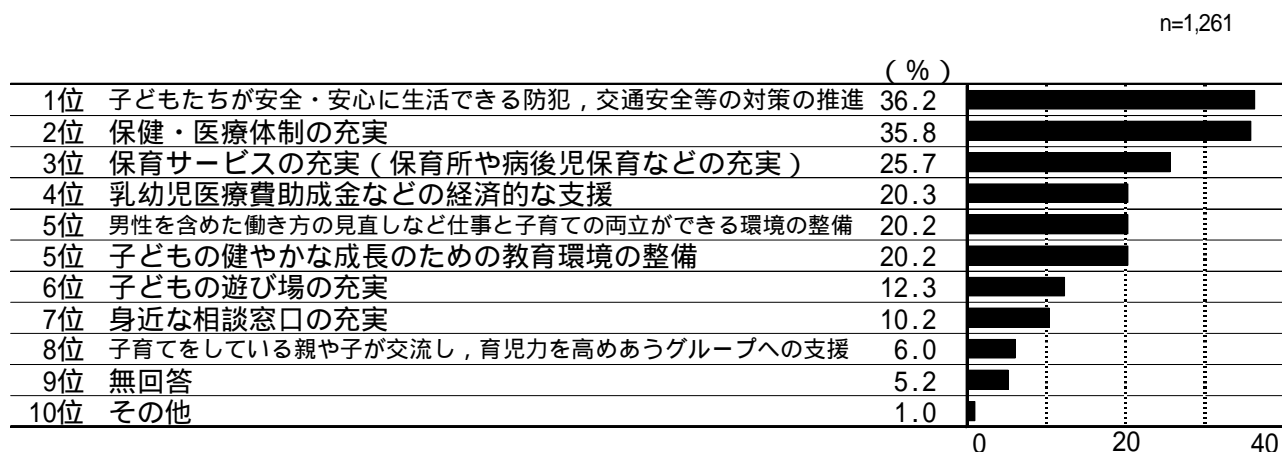 n=1,261
(%)
1位 子どもたちが安全・安心に生活できる防犯，交通安全等の対策の推進 36.2
2位 保健・医療体制の充実 35.8
3位 保育サービスの充実（保育所や病後児保育などの充実） 25.7
4位 乳幼児医療費助成金などの経済的な支援 20.3
5位 男性を含めた働き方の見直しなど仕事と子育ての両立ができる環境の整備 20.2
5位 子どもの健やかな成長のための教育環境の整備 20.2
6位 子どもの遊び場の充実 12.3
7位 身近な相談窓口の充実 10.2
8位 子育てをしている親や子が交流し，育児力を高めあうグループへの支援 6.0
9位 無回答 5.2
10位 その他 1.0
0 20 40